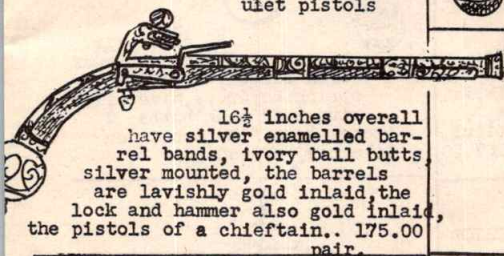 uiet pistols
16½ inches overall
have silver enamelled bar-
rel bands, ivory ball butts,
silver mounted, the barrels
are lavishly gold inlaid,the
lock and hammer also gold inlaid,
the pistols of a chieftain.. 175.00
pair.